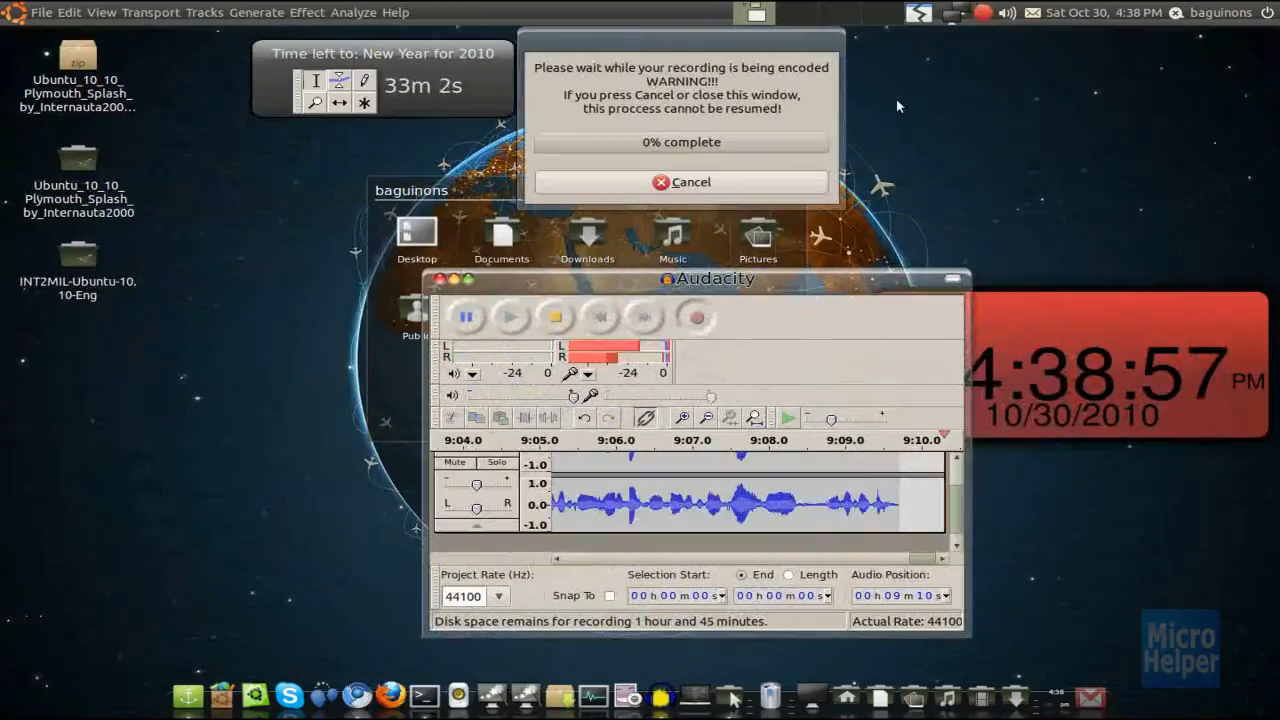 File Edit View Transport Tracks Generate Effect Analyze Help
Sat Oct 30, 4:38 PM
baguinons
Ubuntu_10_10_
Plymouth_Splash_
by_Internauta200...
Ubuntu_10_10_
Plymouth_Splash_
by_Internauta2000
INT2MIL-Ubuntu-10.
10-Eng
zip
Time left to: New Year for 2010
33m 2s
Please wait while your recording is being encoded
WARNING!!!
If you press Cancel or close this window,
this proccess cannot be resumed!
0% complete
Cancel
baguinons
Desktop
Documents
Downloads
Music
Pictures
Audacity
L
R
L
R
-24 0
-24 0
9:04.0 9:05.0 9:06.0 9:07.0 9:08.0 9:09.0 9:10.0
Mute Solo
-1.0
- +
1.0
L R
0.0
-1.0
Project Rate (Hz):
Selection Start:
End
Length
Audio Position:
44100
Snap To
00 h 00 m 00 s
00 h 00 m 00 s
00 h 09 m 10 s
Disk space remains for recording 1 hour and 45 minutes.
Actual Rate: 44100
4:38:57 PM
10/30/2010
Micro
Helper
4:38
pm